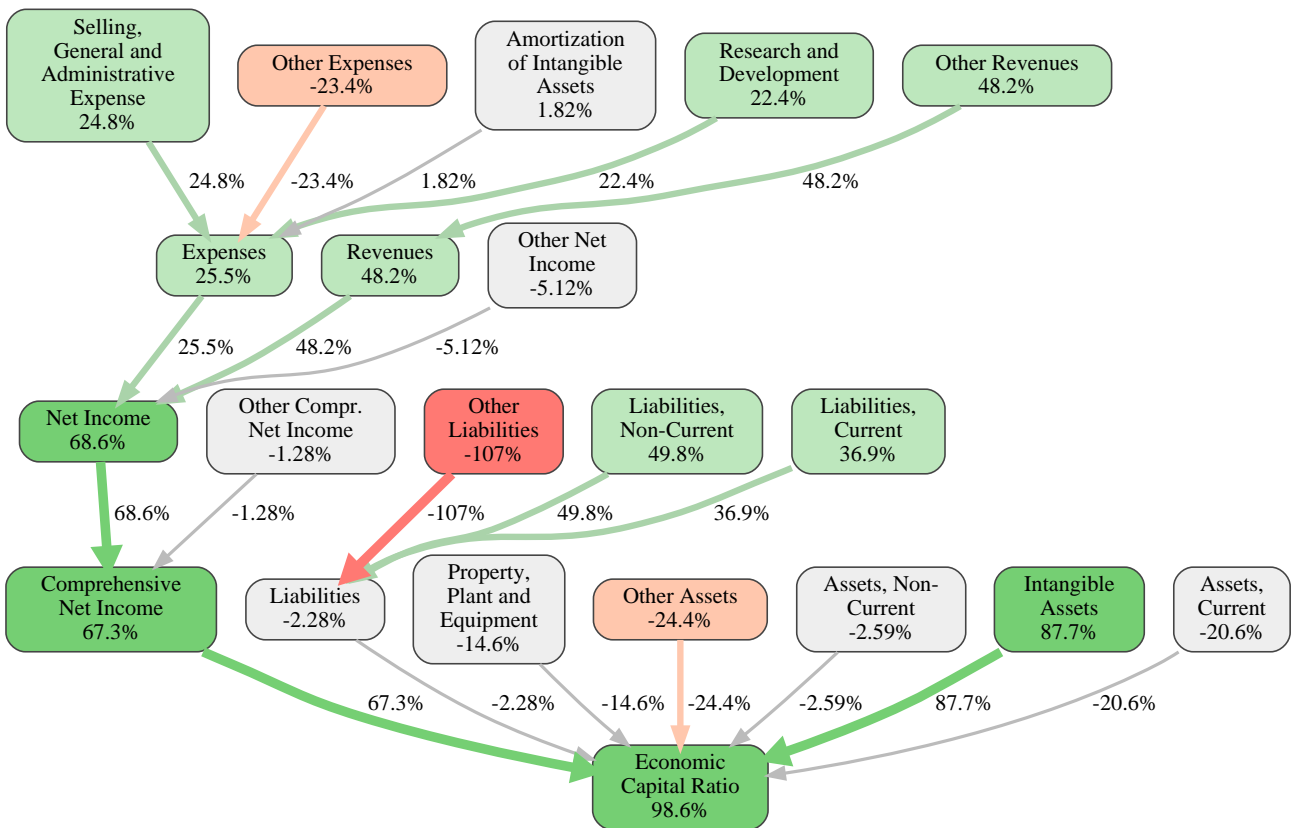 Selling,
General and
Administrative
Expense
24.8%
Other Expenses
-23.4%
Amortization
of Intangible
Assets
1.82%
Research and
Development
22.4%
Other Revenues
48.2%
24.8%
-23.4%
1.82%
22.4%
48.2%
Expenses
25.5%
Revenues
48.2%
Other Net
Income
-5.12%
25.5%
48.2%
-5.12%
Net Income
68.6%
Other Compr.
Net Income
-1.28%
Other
Liabilities
-107%
Liabilities,
Non-Current
49.8%
Liabilities,
Current
36.9%
68.6%
-1.28%
-107%
49.8%
36.9%
Comprehensive
Net Income
67.3%
Liabilities
-2.28%
Property,
Plant and
Equipment
-14.6%
Other Assets
-24.4%
Assets, Non-
Current
-2.59%
Intangible
Assets
87.7%
Assets,
Current
-20.6%
67.3%
-2.28%
-14.6%
-24.4%
-2.59%
87.7%
-20.6%
Economic
Capital Ratio
98.6%